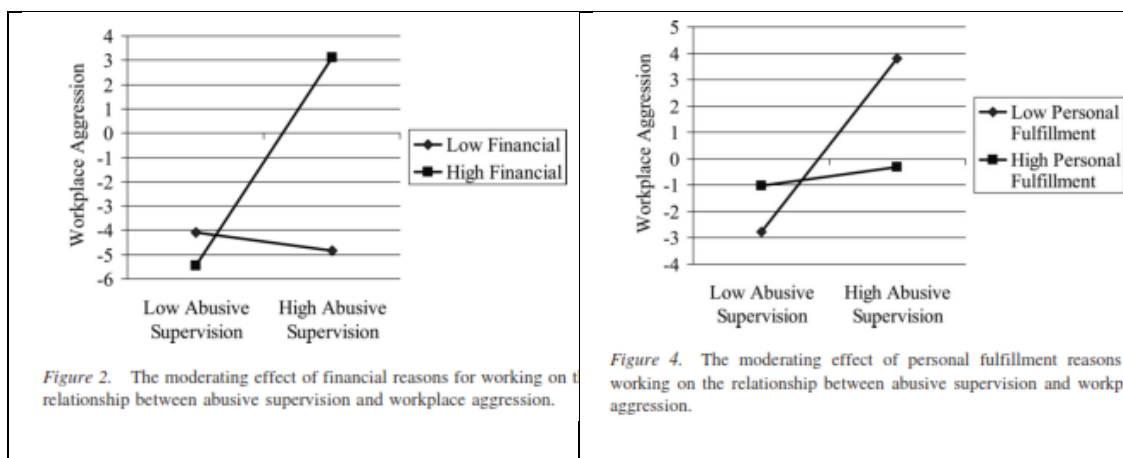 4
3
2
1
0
-1
-2
-3
-4
-5
-6
Workplace Aggression
Low Abusive
Supervision
High Abusive
Supervision
Low Financial
High Financial
Figure 2. The moderating effect of financial reasons for working on
relationship between abusive supervision and workplace aggression.
5
4
3
2
1
0
-1
-2
-3
-4
Workplace Aggression
Low Abusive
Supervision
High Abusive
Supervision
Low Personal
Fulfillment
High Personal
Fulfillment
Figure 4. The moderating effect of personal fulfillment reasons
working on the relationship between abusive supervision and workp
aggression.